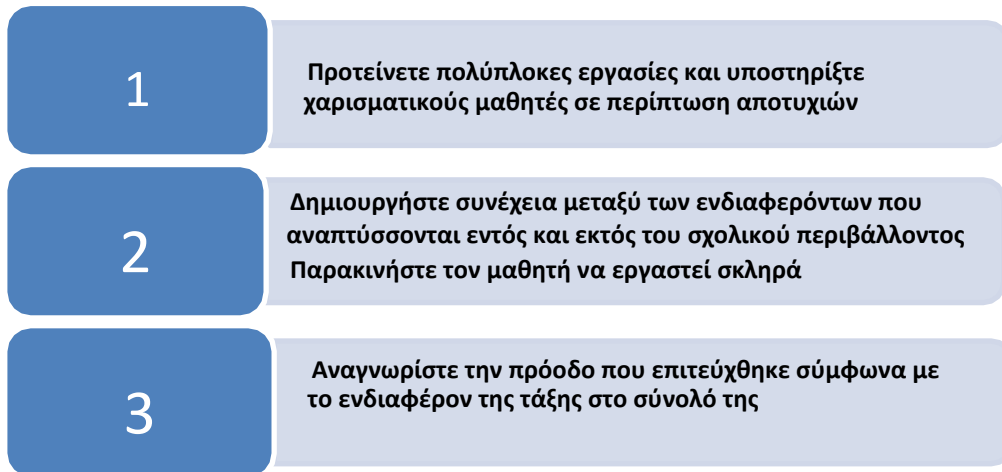 1
Προτείνετε πολύπλοκες εργασίες και υποστηρίξτε
χαρισματικούς μαθητές σε περίπτωση αποτυχιών
2
Δημιουργήστε συνέχεια μεταξύ των ενδιαφερόντων που
αναπτύσσονται εντός και εκτός του σχολικού περιβάλλοντος
Παρακινήστε τον μαθητή να εργαστεί σκληρά
3
Αναγνωρίστε την πρόοδο που επιτεύχθηκε σύμφωνα με
το ενδιαφέρον της τάξης στο σύνολό της